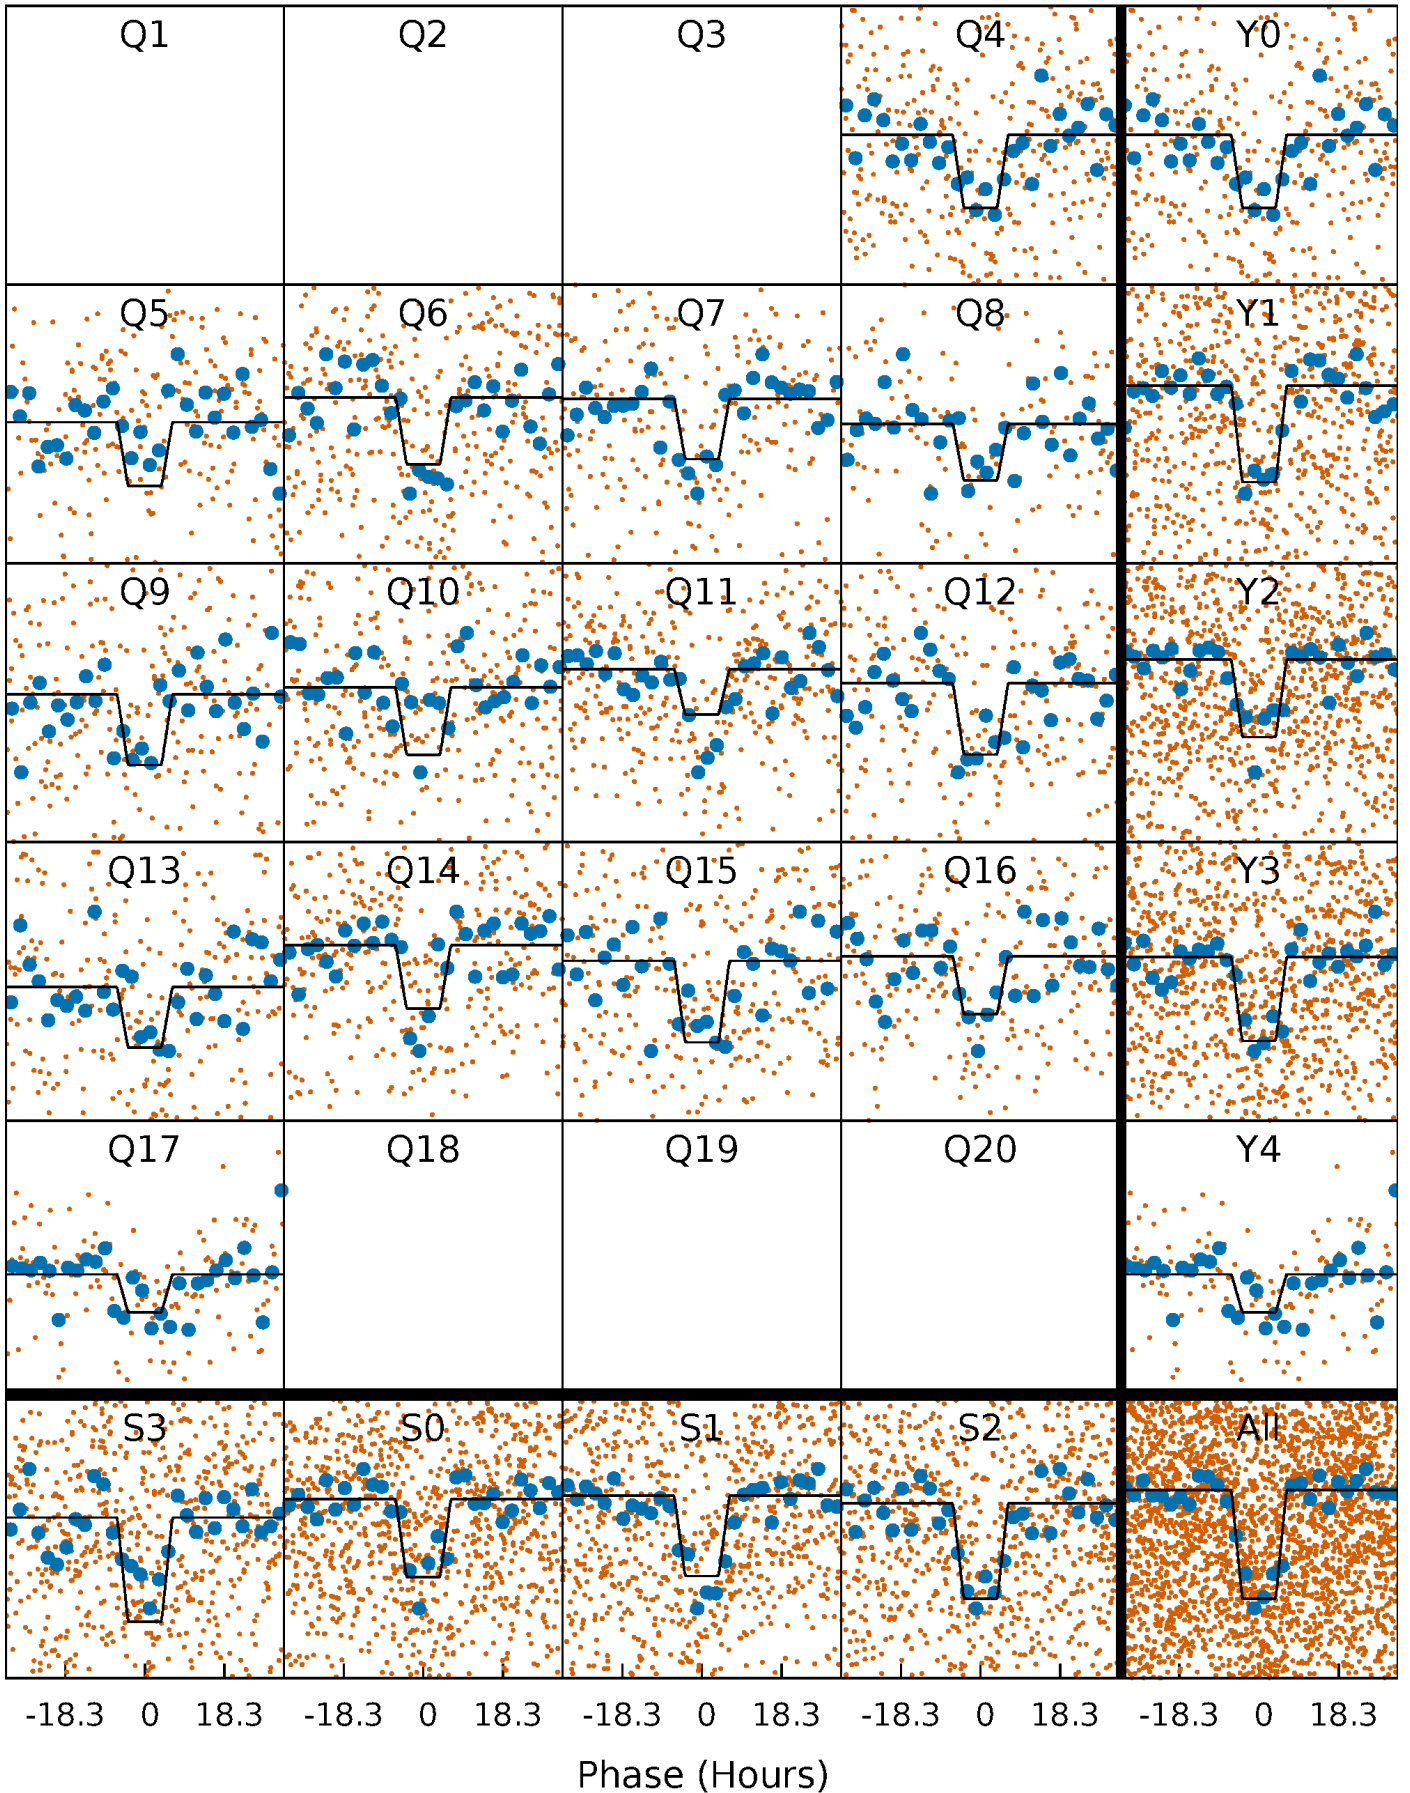 Q1 Q2 Q3 Q4 Y0
Q5 Q6 Q7 Q8 Y1
Q9 Q10 Q11 Q12 Y2
Q13 Q14 Q15 Q16 Y3
Q17 Q18 Q19 Q20 Y4
S3 S0 S1 S2 All
-18.3 0 18.3 -18.3 0 18.3 -18.3 0 18.3 -18.3 0 18.3 -18.3 0 18.3
Phase (Hours)